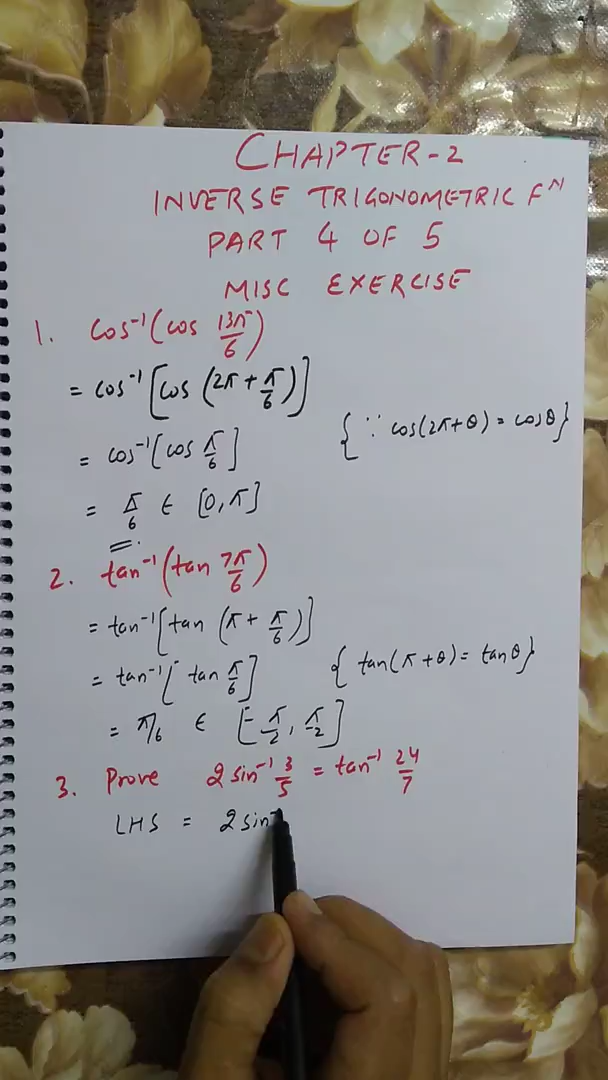 CHAPTER-2
INVERSE TRIGONOMETRIC Fᴺ
PART 4 OF 5
MISC EXERCISE
1. cos⁻¹(cos 13π/6)
= cos⁻¹[cos (2π + π/6)]
= cos⁻¹[cos π/6] {∵ cos(2π+θ) = cosθ}
= π/6 ∈ [0, π]
2. tan⁻¹(tan 7π/6)
= tan⁻¹[tan (π + π/6)]
= tan⁻¹[tan π/6] {tan(π+θ) = tanθ}
= π/6 ∈ [-π/2, π/2]
3. Prove 2 sin⁻¹ 3/5 = tan⁻¹ 24/7
LHS = 2 sin⁻